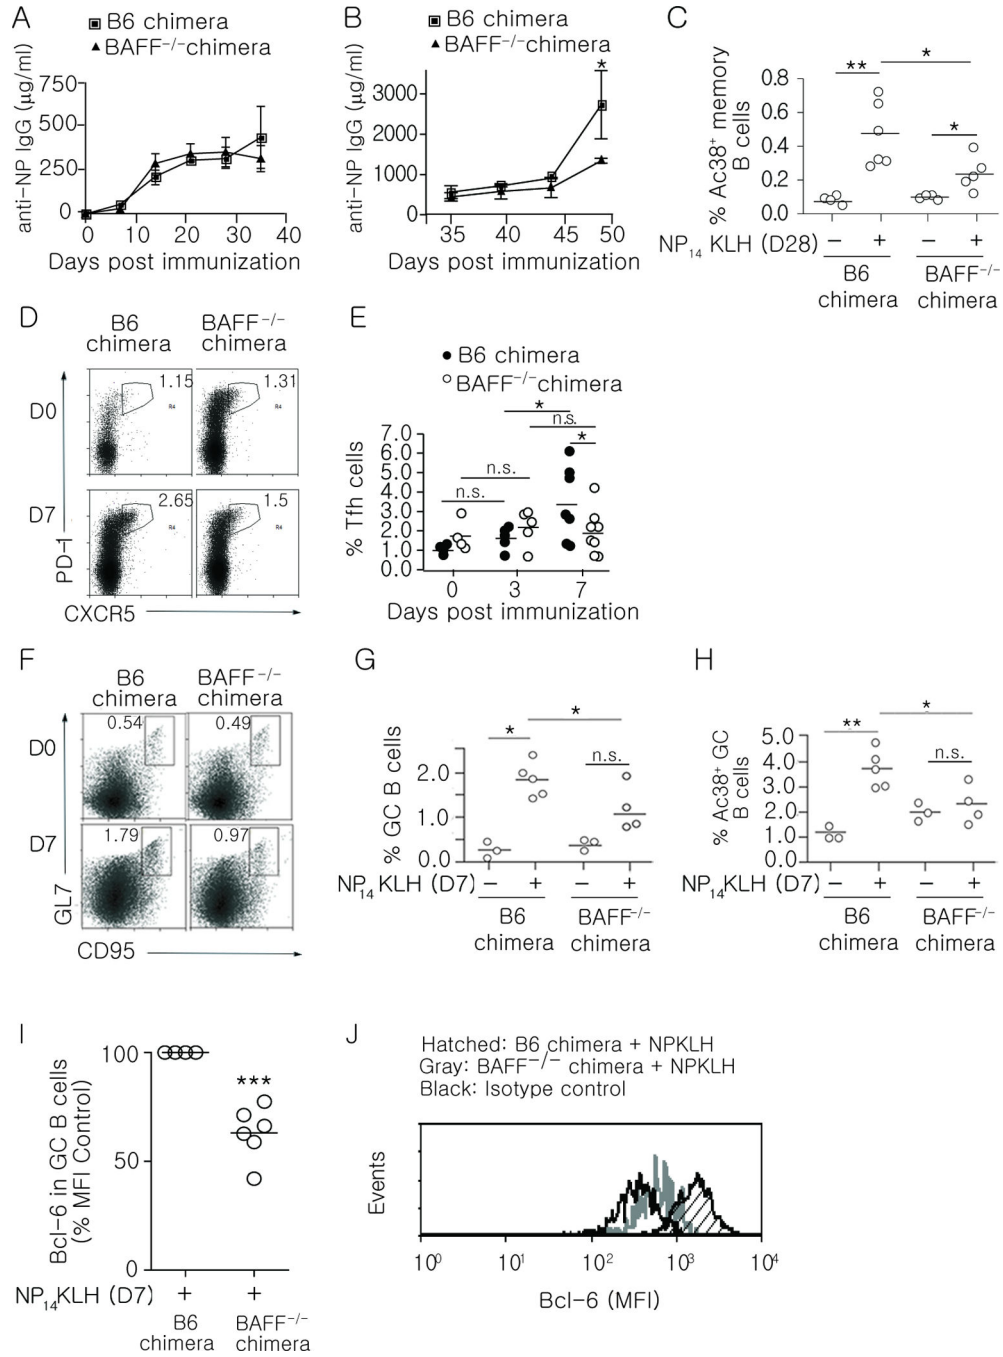 A
B6 chimera
BAFF⁻/⁻chimera
anti-NP IgG (μg/ml)
750
500
250
0
0 10 20 30 40
Days post immunization
B
B6 chimera
BAFF⁻/⁻chimera
anti-NP IgG (μg/ml)
*
3000
2000
1000
0
35 40 45 50
Days post immunization
C
% Ac38⁺ memory
B cells
** *
*
0.8
0.6
0.4
0.2
0.0
NP₁₄ KLH (D28) − + − +
B6
chimera
BAFF⁻/⁻
chimera
D
B6
chimera
BAFF⁻/⁻
chimera
D0
1.15
R4
1.31
R4
D7
2.65
R4
1.5
R4
PD-1
CXCR5
E
B6 chimera
BAFF⁻/⁻chimera
% Tfh cells
*
n.s.
*
n.s.
n.s.
7.0
6.0
5.0
4.0
3.0
2.0
1.0
0.0
0 3 7
Days post immunization
F
B6
chimera
BAFF⁻/⁻
chimera
D0
0.54
0.49
D7
1.79
0.97
GL7
CD95
G
% GC B cells
*
*
n.s.
2.0
1.0
0.0
NP₁₄ KLH (D7) − + − +
B6
chimera
BAFF⁻/⁻
chimera
H
% Ac38⁺ GC
B cells
**
*
n.s.
5.0
4.0
3.0
2.0
1.0
0.0
NP₁₄KLH (D7) − + − +
B6
chimera
BAFF⁻/⁻
chimera
I
Bcl-6 in GC B cells
(% MFI Control)
***
100
50
0
NP₁₄KLH (D7) + +
B6
chimera
BAFF⁻/⁻
chimera
J
Hatched: B6 chimera + NPKLH
Gray: BAFF⁻/⁻ chimera + NPKLH
Black: Isotype control
Events
10⁰ 10¹ 10² 10³ 10⁴
Bcl-6 (MFI)